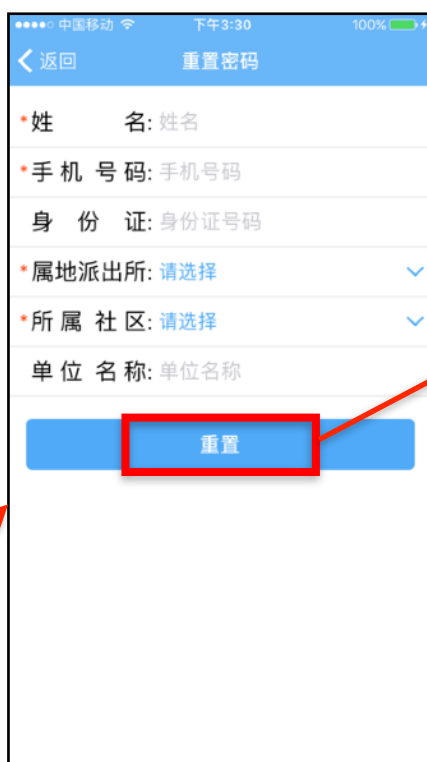 中国移动 下午3:30 100%
返回 重置密码
*姓 名: 姓名
*手机号码: 手机号码
身份证: 身份证号码
*属地派出所: 请选择
*所属社区: 请选择
单位名称: 单位名称
重置